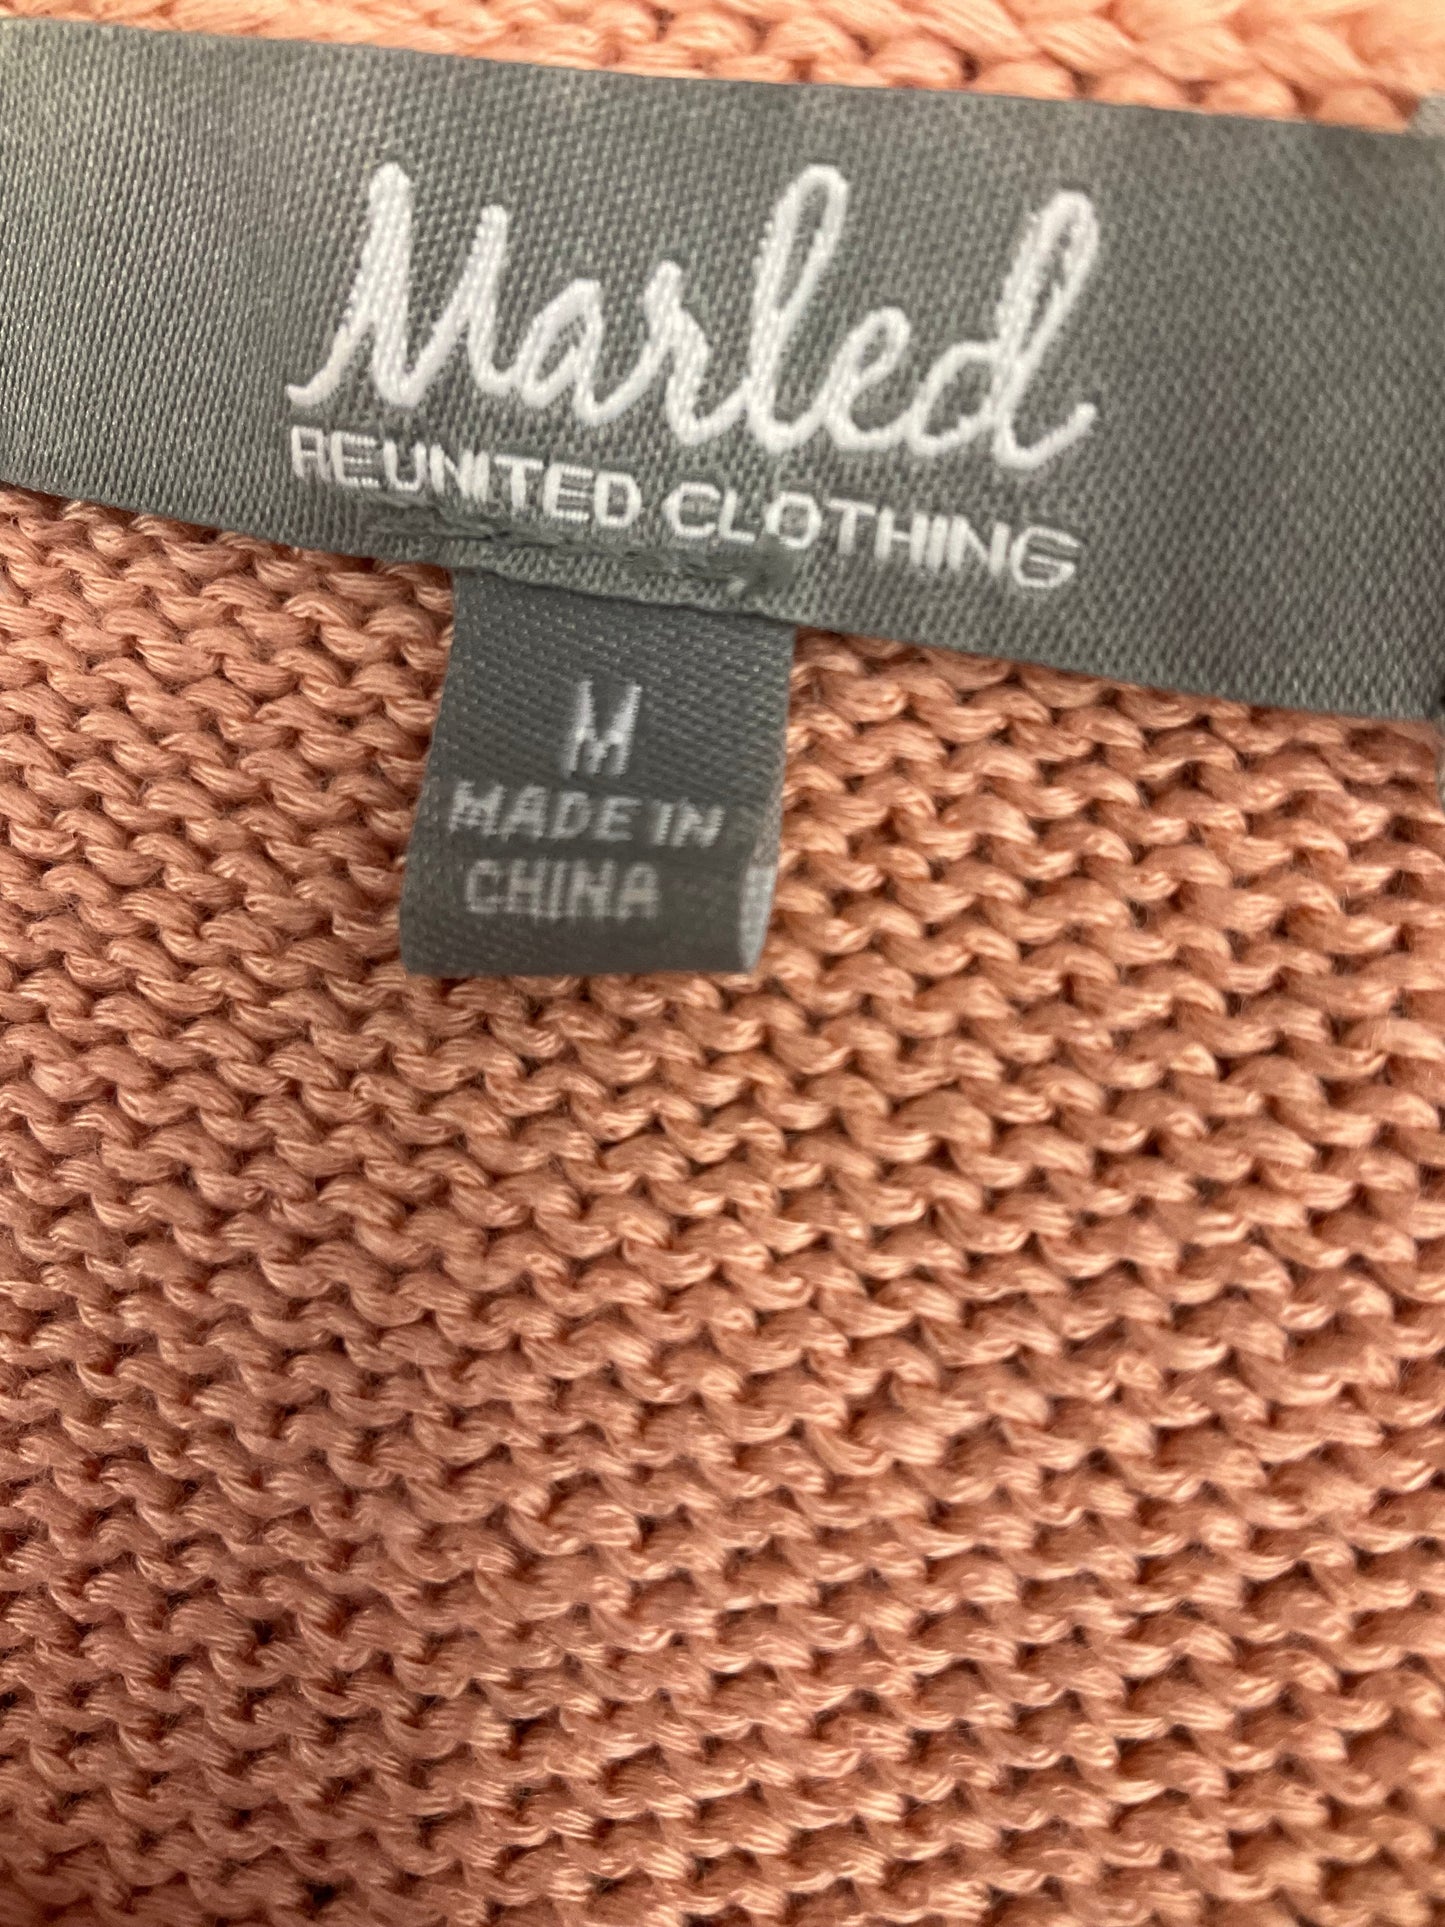 Marled
REUNITED CLOTHING
M
MADE IN
CHINA